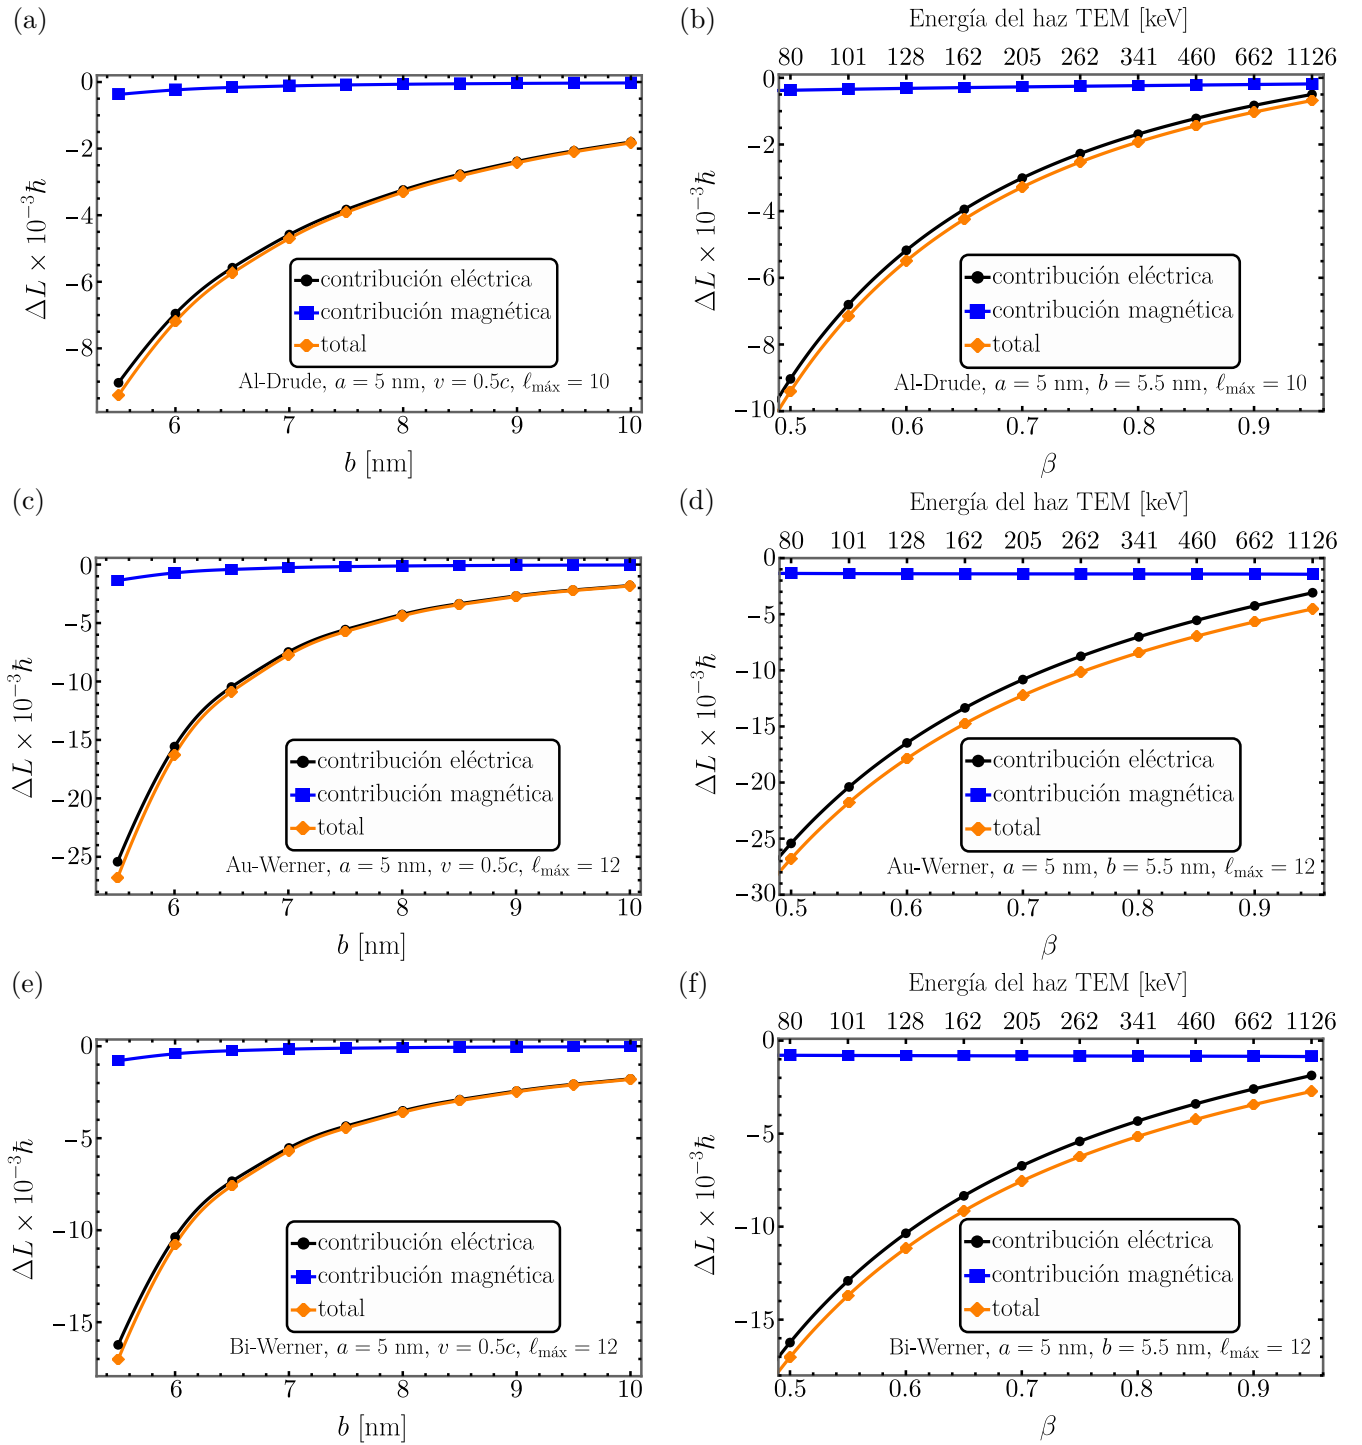 (a)
0
−2
−4
−6
−8
ΔL × 10⁻³ħ
contribución eléctrica
contribución magnética
total
Al-Drude, a = 5 nm, v = 0.5c, ℓmáx = 10
6 7 8 9 10
b [nm]
(b)
Energía del haz TEM [keV]
80 101 128 162 205 262 341 460 662 1126
0
−2
−4
−6
−8
−10
ΔL × 10⁻³ħ
contribución eléctrica
contribución magnética
total
Al-Drude, a = 5 nm, b = 5.5 nm, ℓmáx = 10
0.5 0.6 0.7 0.8 0.9
β
(c)
0
−5
−10
−15
−20
−25
ΔL × 10⁻³ħ
contribución eléctrica
contribución magnética
total
Au-Werner, a = 5 nm, v = 0.5c, ℓmáx = 12
6 7 8 9 10
b [nm]
(d)
Energía del haz TEM [keV]
80 101 128 162 205 262 341 460 662 1126
0
−5
−10
−15
−20
−25
−30
ΔL × 10⁻³ħ
contribución eléctrica
contribución magnética
total
Au-Werner, a = 5 nm, b = 5.5 nm, ℓmáx = 12
0.5 0.6 0.7 0.8 0.9
β
(e)
0
−5
−10
−15
ΔL × 10⁻³ħ
contribución eléctrica
contribución magnética
total
Bi-Werner, a = 5 nm, v = 0.5c, ℓmáx = 12
6 7 8 9 10
b [nm]
(f)
Energía del haz TEM [keV]
80 101 128 162 205 262 341 460 662 1126
0
−5
−10
−15
ΔL × 10⁻³ħ
contribución eléctrica
contribución magnética
total
Bi-Werner, a = 5 nm, b = 5.5 nm, ℓmáx = 12
0.5 0.6 0.7 0.8 0.9
β